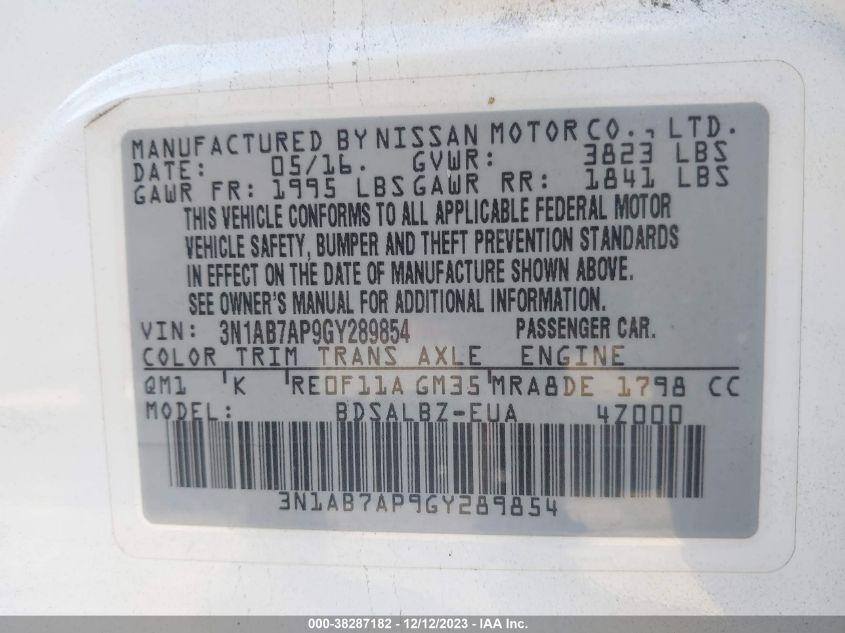 MANUFACTURED BY NISSAN MOTOR CO., LTD.
DATE: 05/16. GVWR: 3823 LBS
GAWR FR: 1995 LBS GAWR RR: 1841 LBS
THIS VEHICLE CONFORMS TO ALL APPLICABLE FEDERAL MOTOR
VEHICLE SAFETY, BUMPER AND THEFT PREVENTION STANDARDS
IN EFFECT ON THE DATE OF MANUFACTURE SHOWN ABOVE.
SEE OWNER'S MANUAL FOR ADDITIONAL INFORMATION.
VIN: 3N1AB7AP9GY289854 PASSENGER CAR.
COLOR TRIM TRANS AXLE ENGINE
QM1 K RE0F11A GM35 MRA8DE 1798 CC
MODEL: BDSALBZ-EUA 4Z000
3N1AB7AP9GY289854
000-38287182 - 12/12/2023 - IAA Inc.